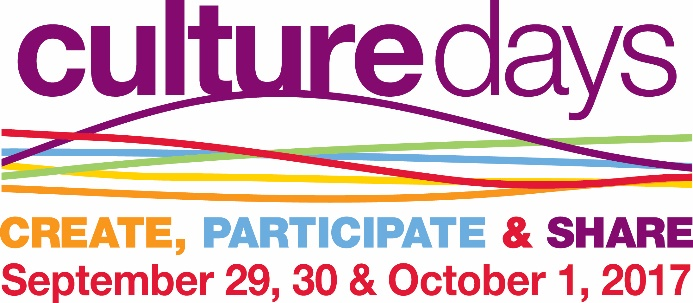 culturedays
CREATE, PARTICIPATE & SHARE
September 29, 30 & October 1, 2017